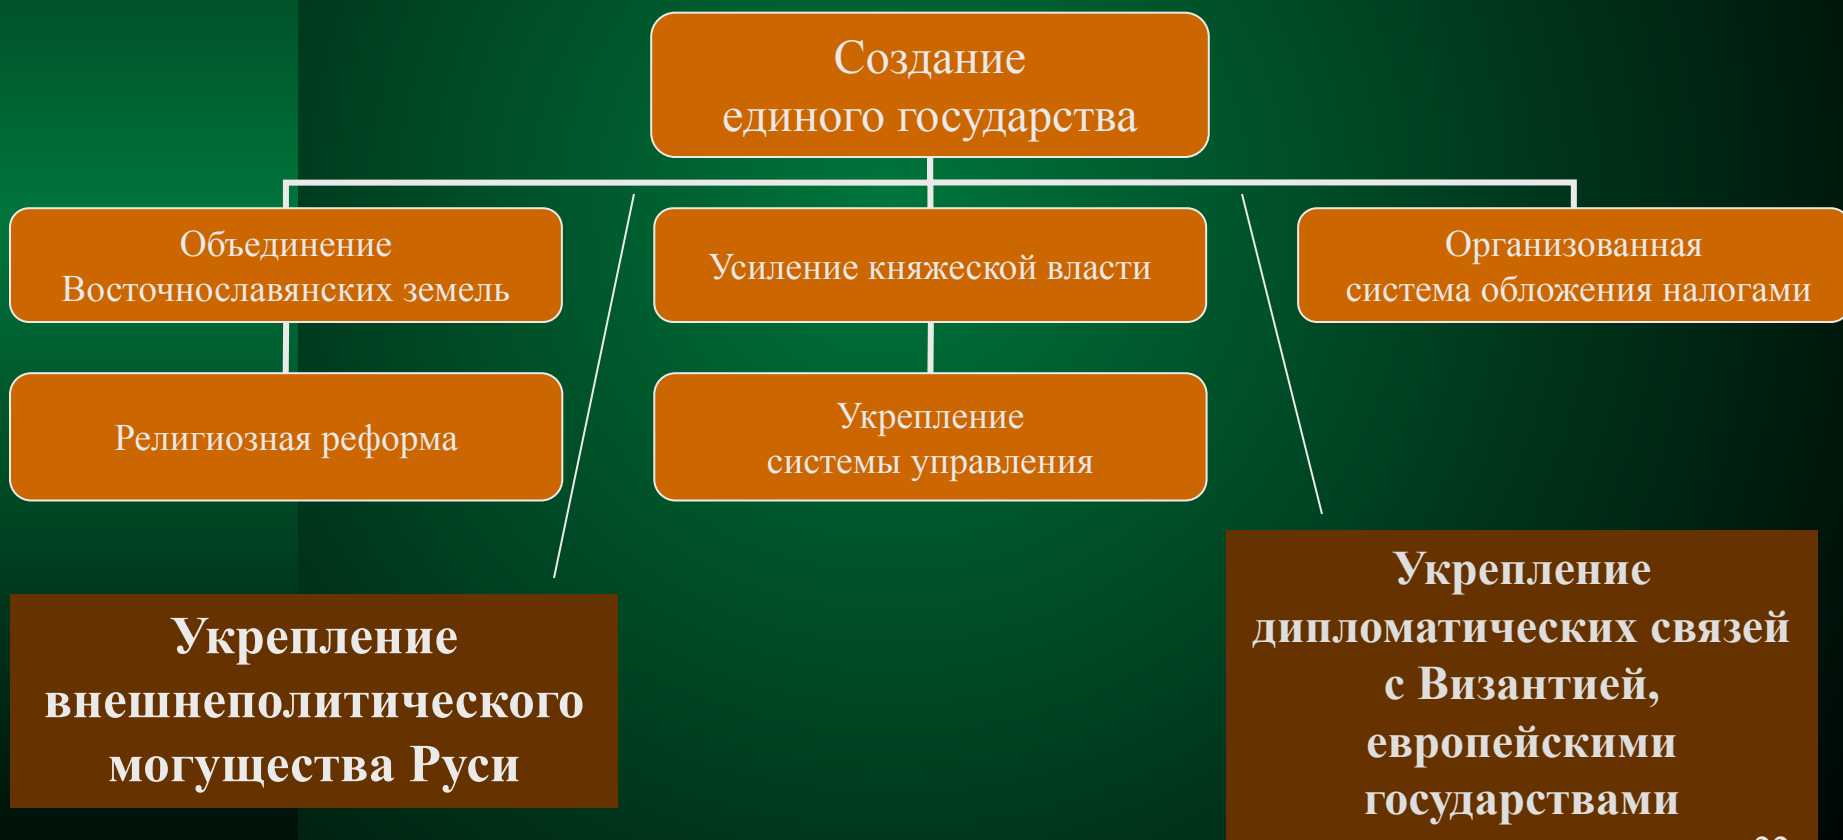 Создание
единого государства
Объединение
Восточнославянских земель
Усиление княжеской власти
Организованная
система обложения налогами
Религиозная реформа
Укрепление
системы управления
Укрепление
внешнеполитического
могущества Руси
Укрепление
дипломатических связей
с Византией,
европейскими
государствами